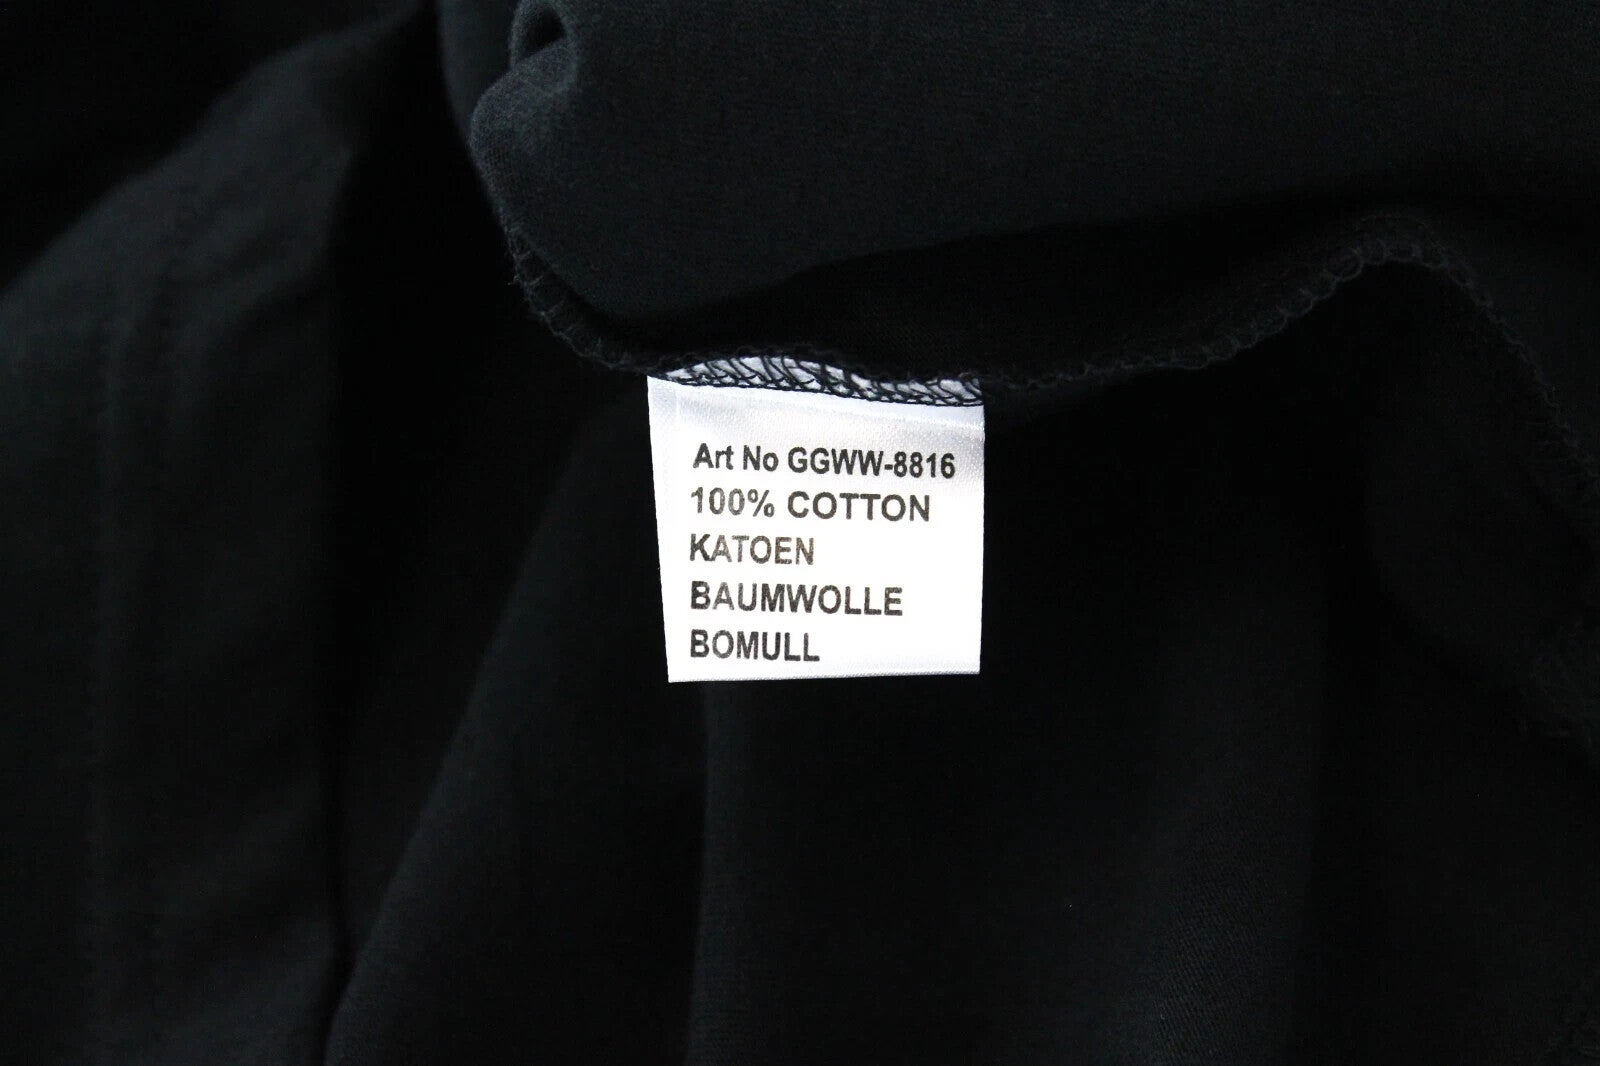 Art No GGWW-8816
100% COTTON
KATOEN
BAUMWOLLE
BOMULL